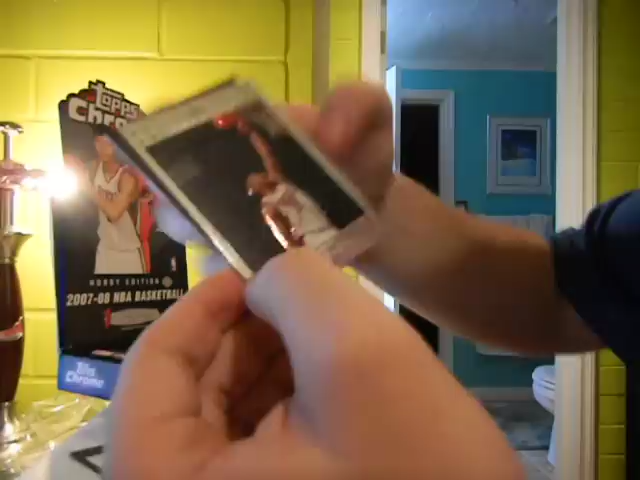 Topps
Chrome
HOBBY EDITION
2007-08 NBA BASKETBALL
Topps
Chrome